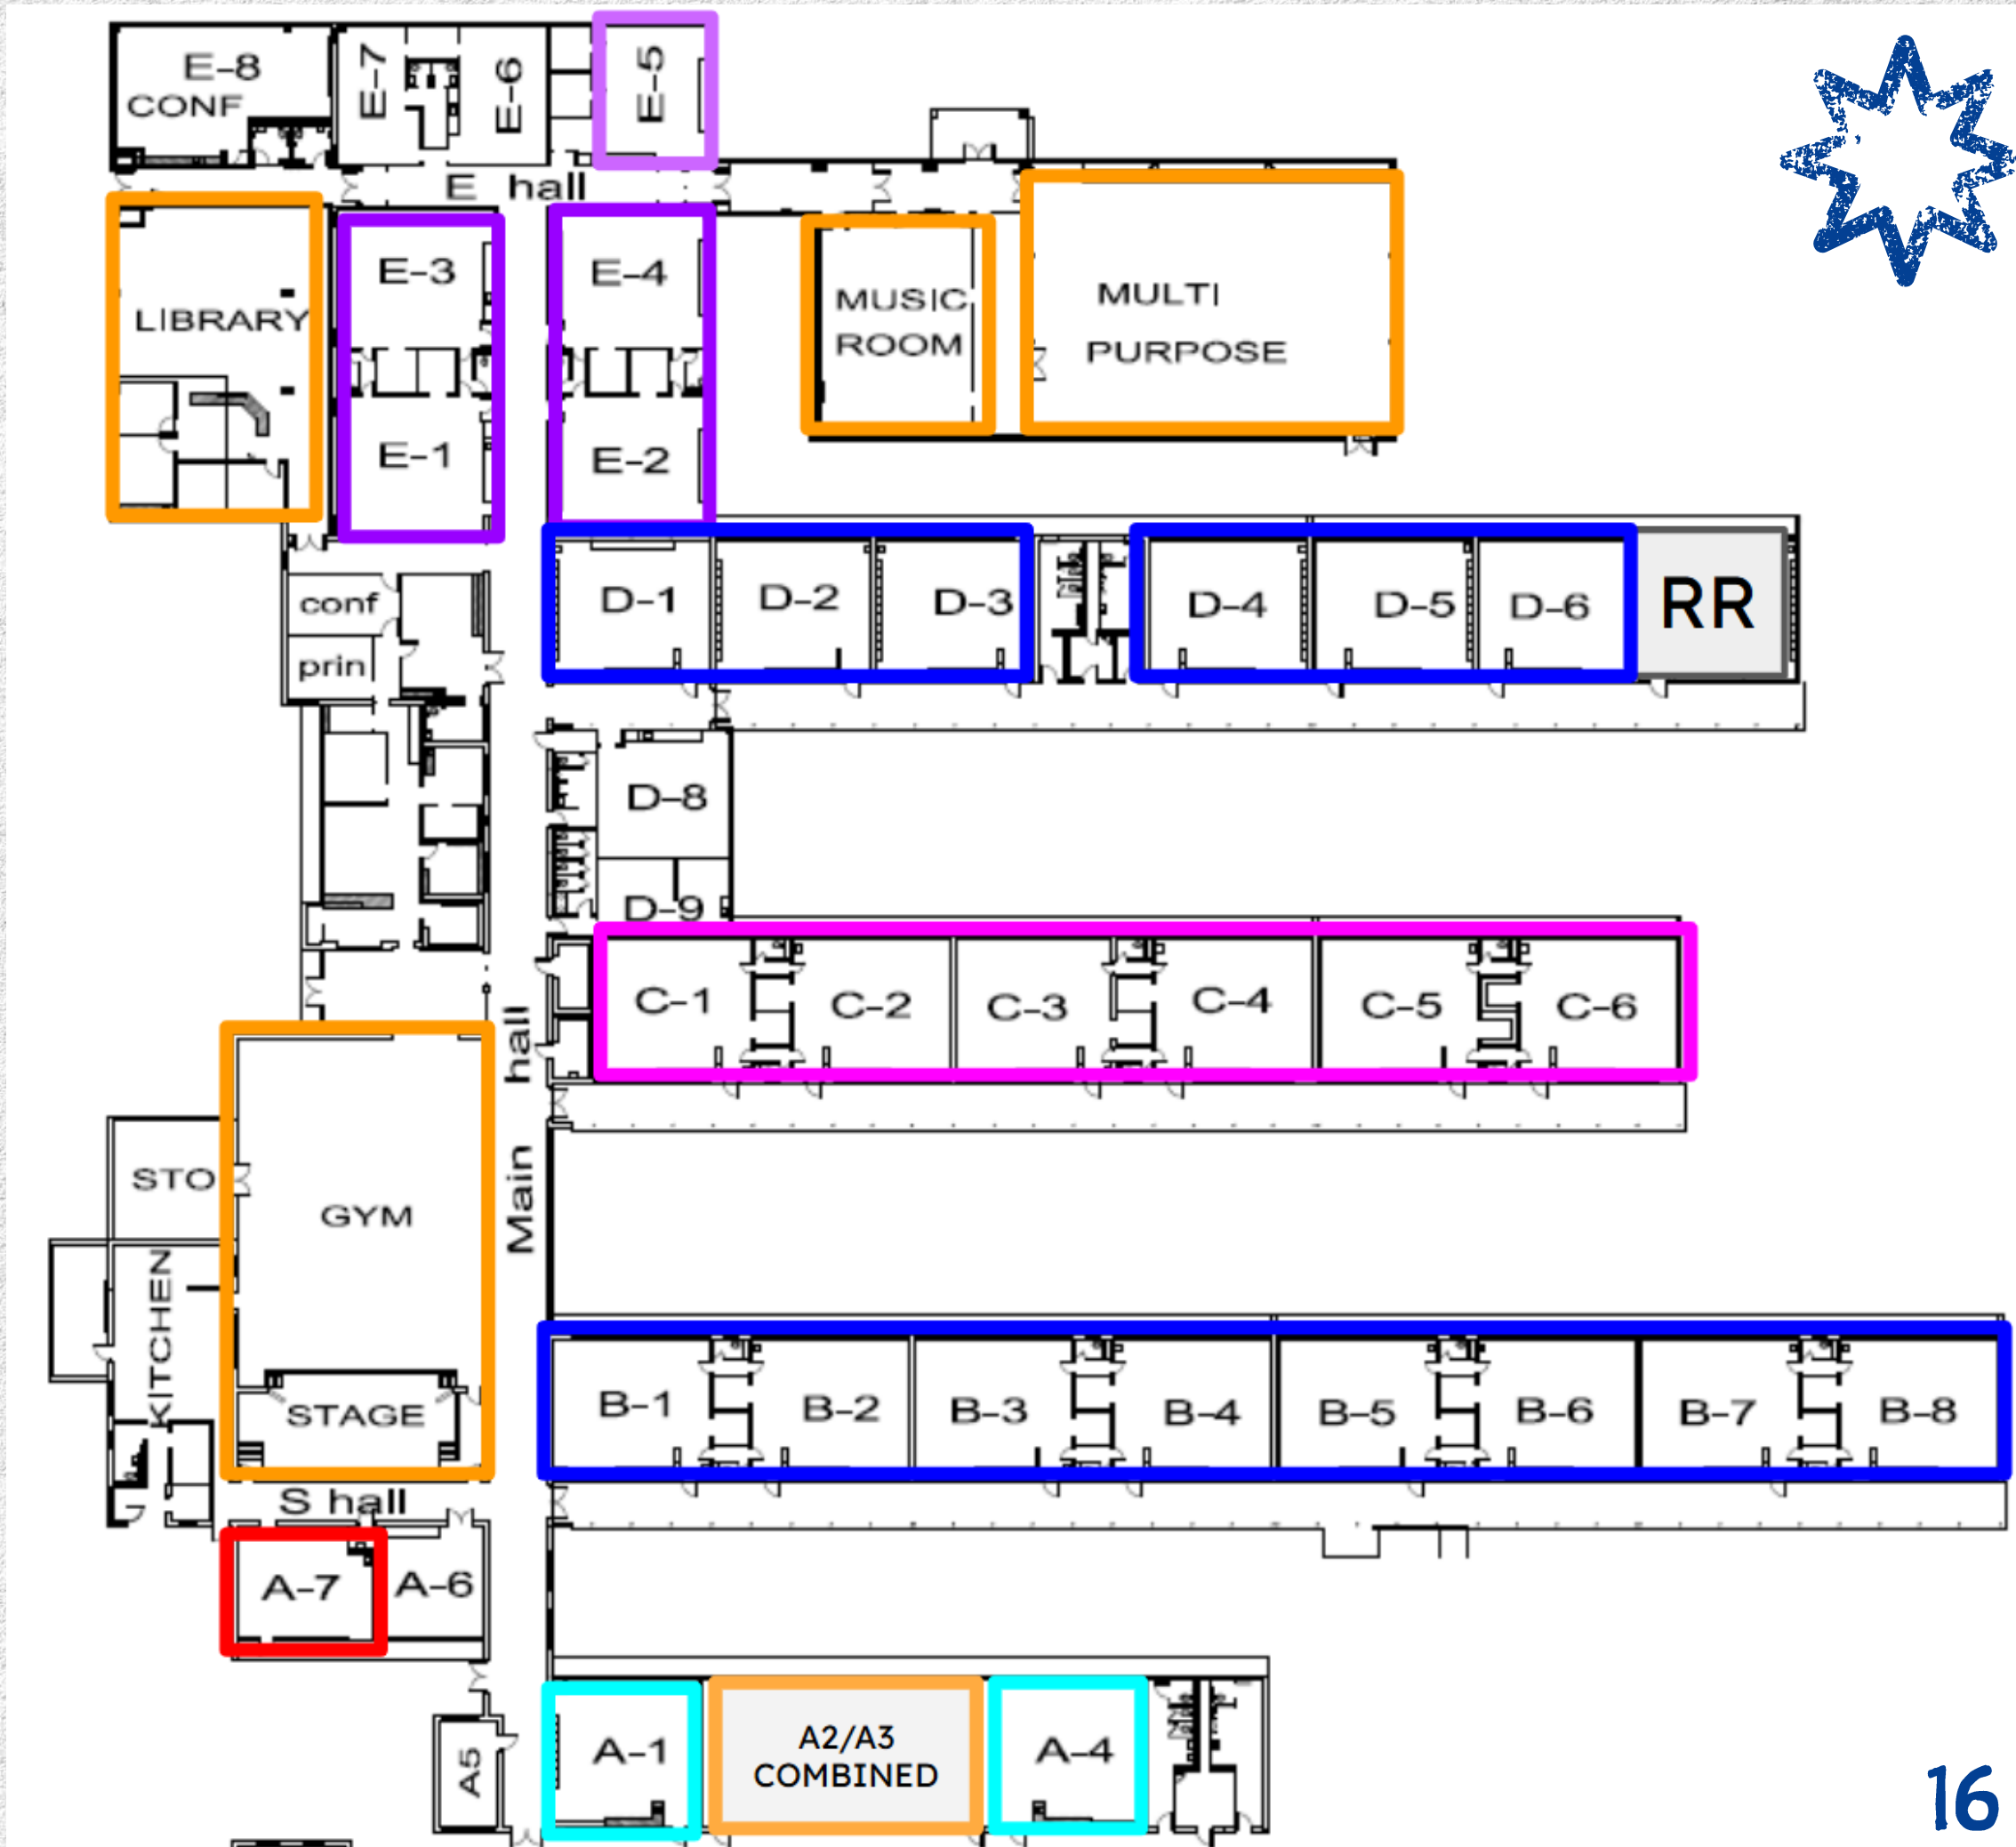 E-8
CONF
E-7
E-6
E-5
E hall
LIBRARY
E-3
E-4
MUSIC
ROOM
MULTI
PURPOSE
E-1
E-2
D-1
D-2
D-3
D-4
D-5
D-6
RR
conf
prin
D-8
D-9
C-1
C-2
C-3
C-4
C-5
C-6
Main hall
STO
GYM
KITCHEN
STAGE
B-1
B-2
B-3
B-4
B-5
B-6
B-7
B-8
S hall
A-7
A-6
A5
A-1
A2/A3
COMBINED
A-4
16